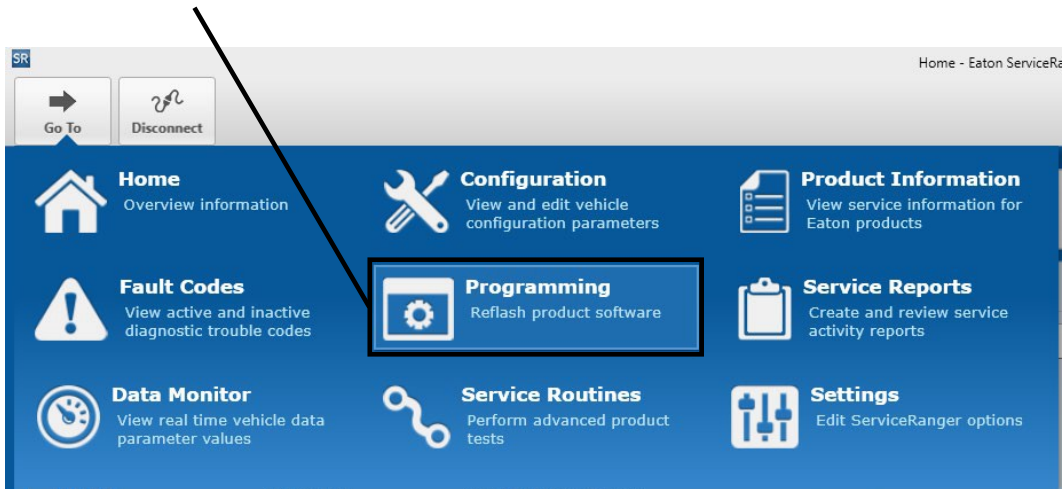 SR
Home - Eaton ServiceRa
Go To
Disconnect
Home
Overview information
Configuration
View and edit vehicle
configuration parameters
Product Information
View service information for
Eaton products
Fault Codes
View active and inactive
diagnostic trouble codes
Programming
Reflash product software
Service Reports
Create and review service
activity reports
Data Monitor
View real time vehicle data
parameter values
Service Routines
Perform advanced product
tests
Settings
Edit ServiceRanger options